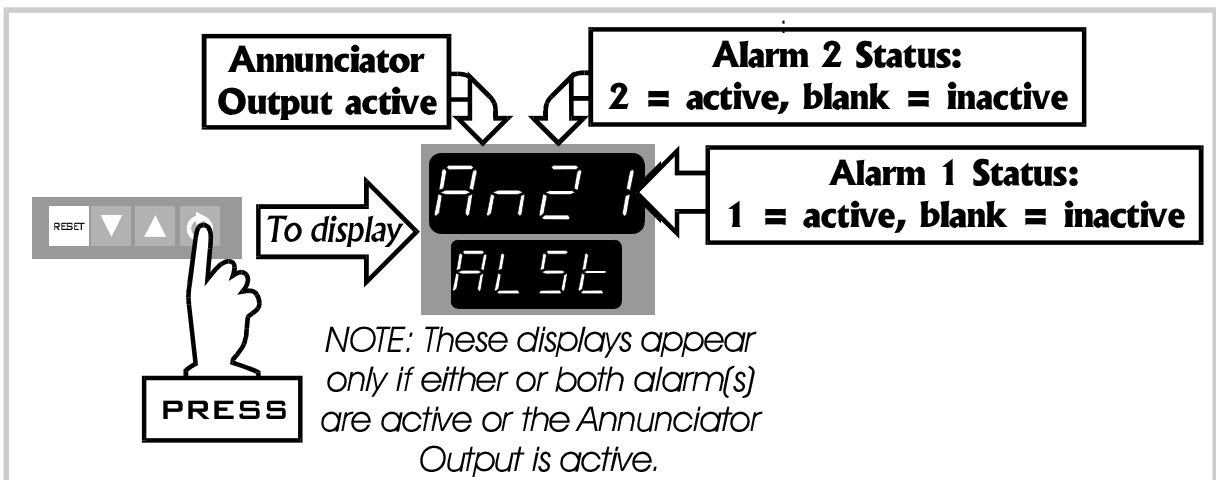 Annunciator
Output active
Alarm 2 Status:
2 = active, blank = inactive
An21
ALSt
Alarm 1 Status:
1 = active, blank = inactive
RESET
To display
PRESS
NOTE: These displays appear
only if either or both alarm(s)
are active or the Annunciator
Output is active.